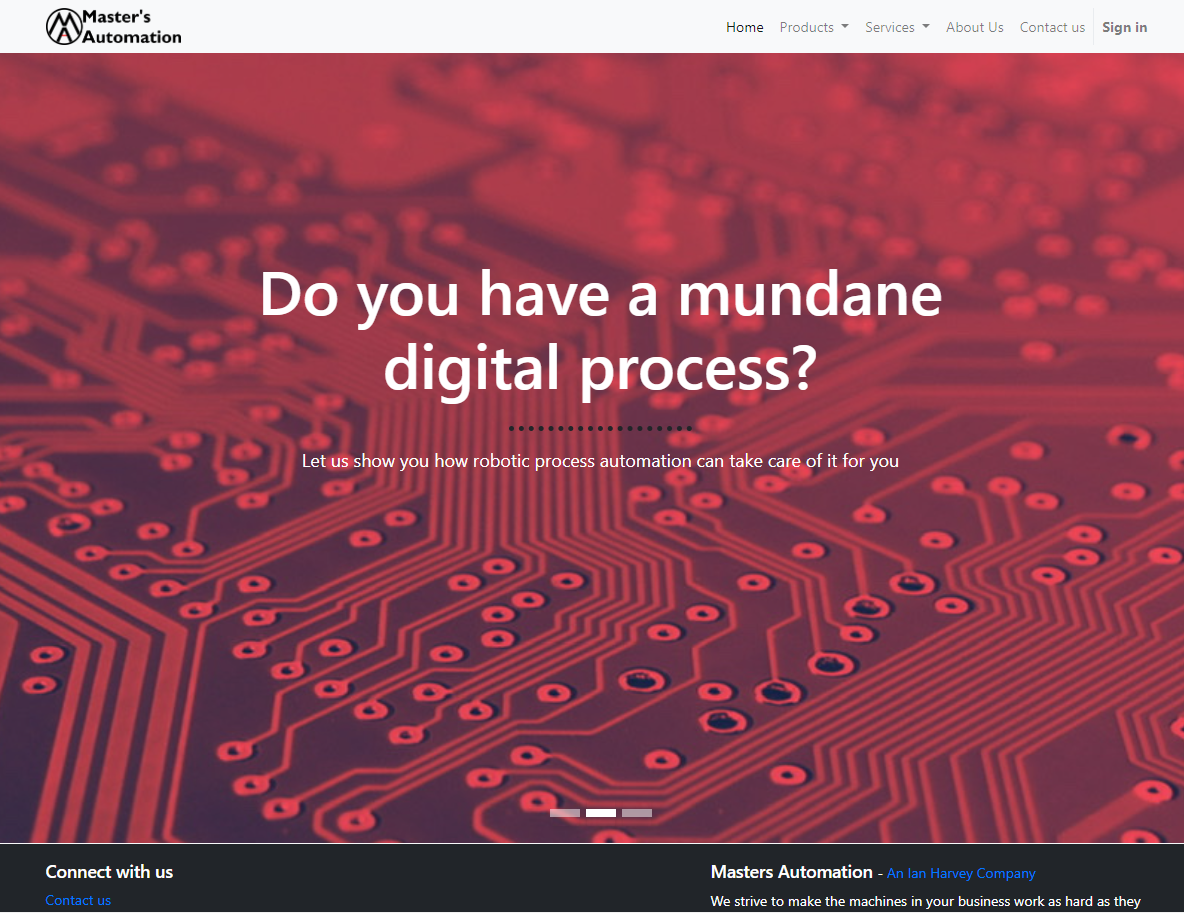 Master's
Automation
Home Products Services About Us Contact us Sign in
Do you have a mundane
digital process?
Let us show you how robotic process automation can take care of it for you
Connect with us
Contact us
Masters Automation - An Ian Harvey Company
We strive to make the machines in your business work as hard as they